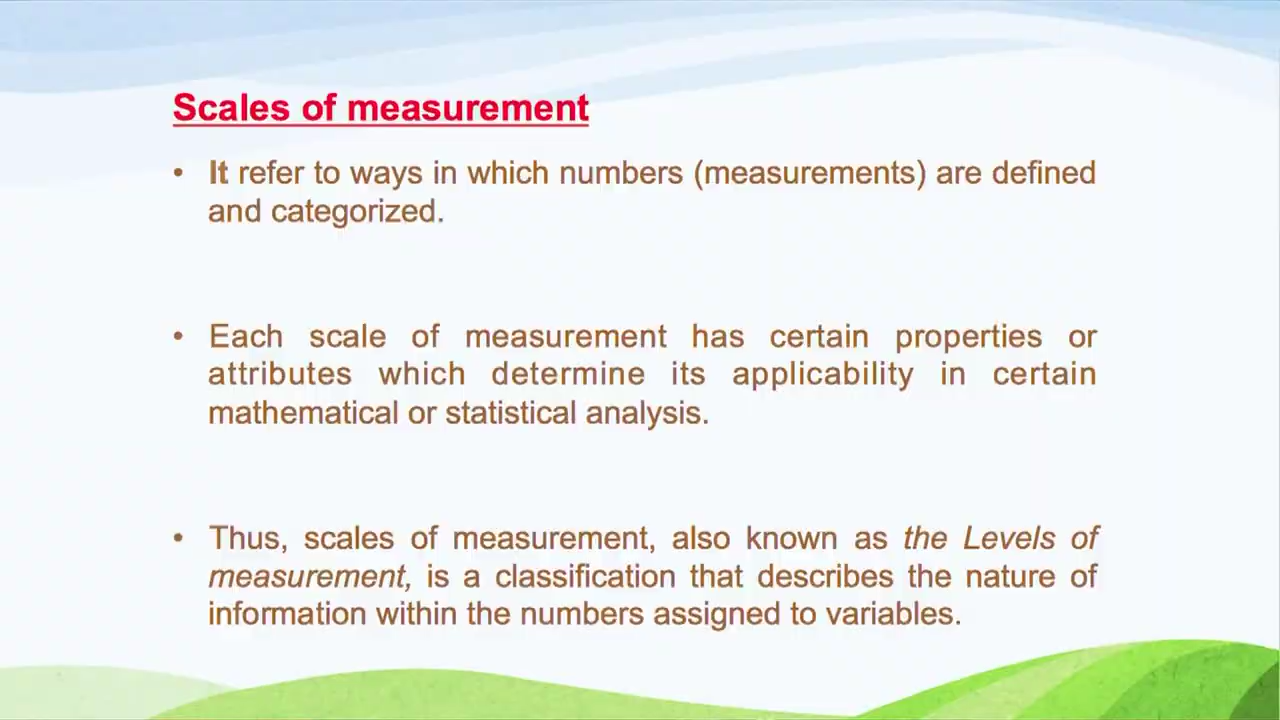 Scales of measurement
• It refer to ways in which numbers (measurements) are defined
and categorized.
• Each scale of measurement has certain properties or
attributes which determine its applicability in certain
mathematical or statistical analysis.
• Thus, scales of measurement, also known as the Levels of
measurement, is a classification that describes the nature of
information within the numbers assigned to variables.